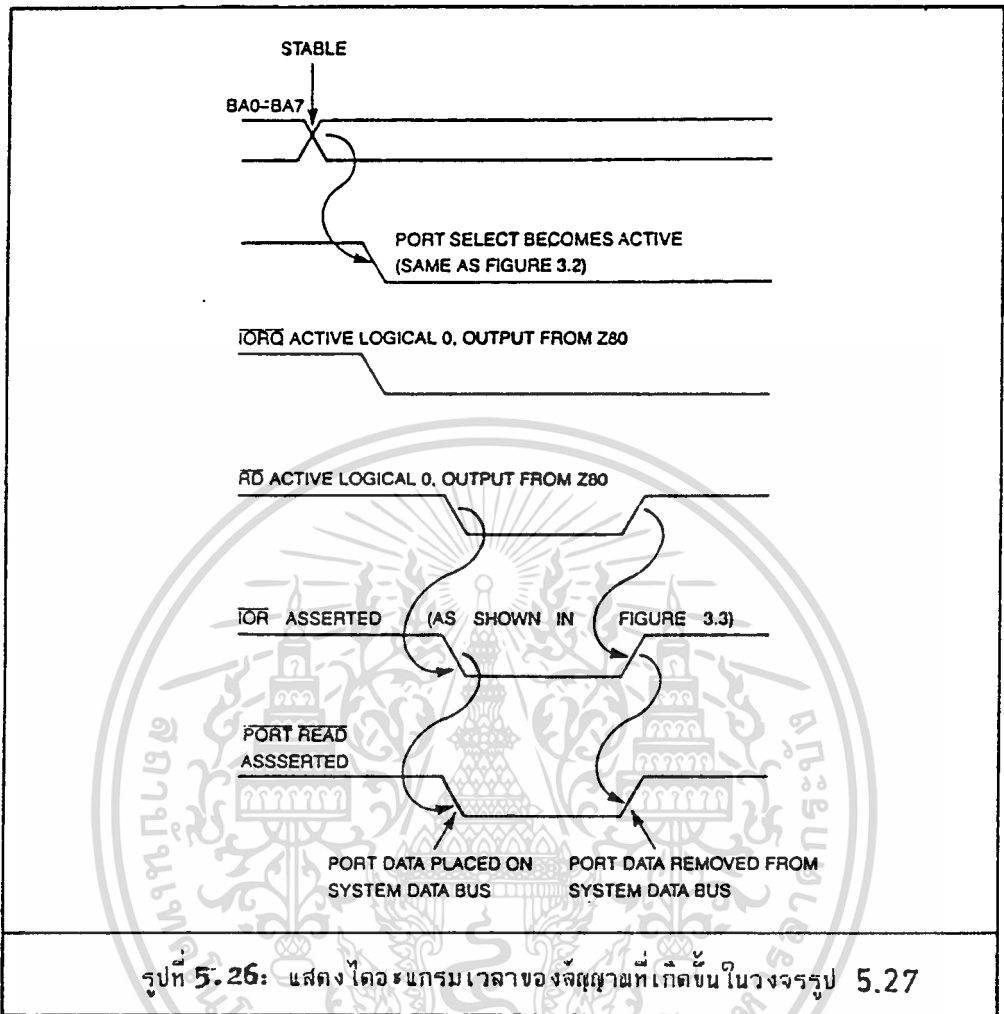 STABLE
BA0-BA7
PORT SELECT BECOMES ACTIVE
(SAME AS FIGURE 3.2)
IORQ ACTIVE LOGICAL 0, OUTPUT FROM Z80
RD ACTIVE LOGICAL 0, OUTPUT FROM Z80
IOR ASSERTED (AS SHOWN IN FIGURE 3.3)
PORT READ
ASSSERTED
PORT DATA PLACED ON
SYSTEM DATA BUS
PORT DATA REMOVED FROM
SYSTEM DATA BUS
รูปที่ 5.26: แสดงไดอะแกรมเวลาของสัญญาณที่เกิดขึ้นในวงจรรูป 5.27